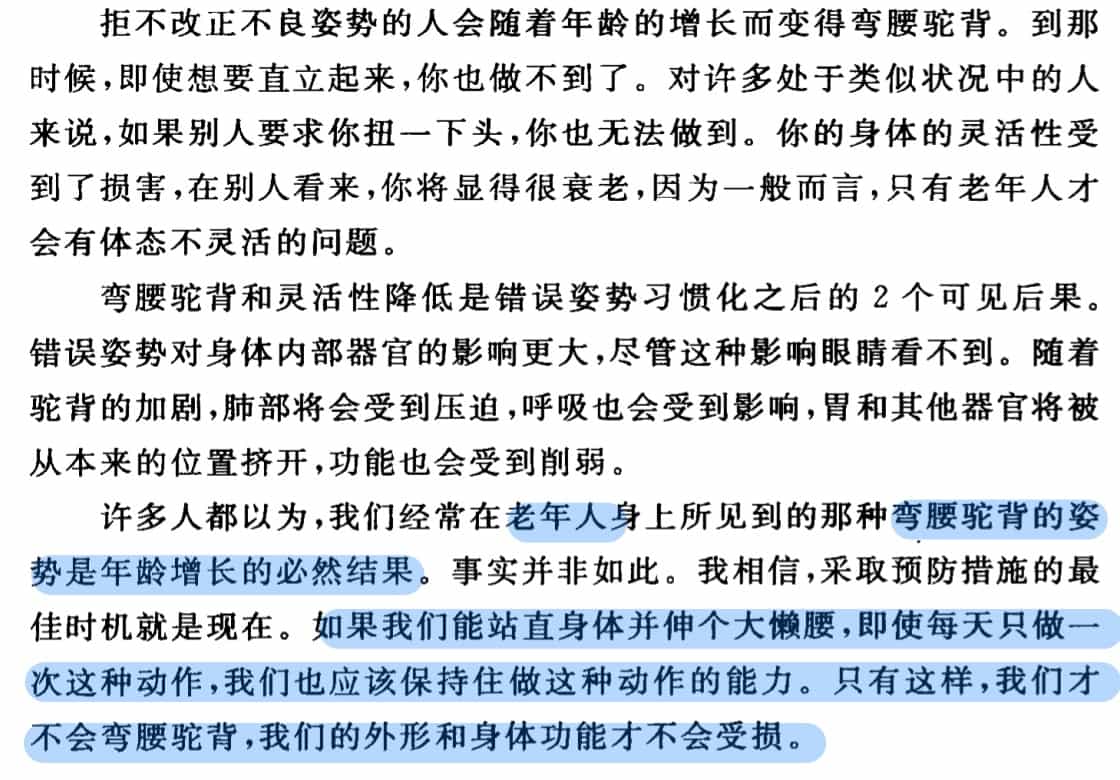 拒不改正不良姿势的人会随着年龄的增长而变得弯腰驼背。到那
时候,即使想要直立起来,你也做不到了。对许多处于类似状况中的人
来说,如果别人要求你扭一下头,你也无法做到。你的身体的灵活性受
到了损害,在别人看来,你将显得很衰老,因为一般而言,只有老年人才
会有体态不灵活的问题。
弯腰驼背和灵活性降低是错误姿势习惯化之后的 2 个可见后果。
错误姿势对身体内部器官的影响更大,尽管这种影响眼睛看不到。随着
驼背的加剧,肺部将会受到压迫,呼吸也会受到影响,胃和其他器官将被
从本来的位置挤开,功能也会受到削弱。
许多人都以为,我们经常在老年人身上所见到的那种弯腰驼背的姿
势是年龄增长的必然结果。事实并非如此。我相信,采取预防措施的最
佳时机就是现在。如果我们能站直身体并伸个大懒腰,即使每天只做一
次这种动作,我们也应该保持住做这种动作的能力。只有这样,我们才
不会弯腰驼背,我们的外形和身体功能才不会受损。